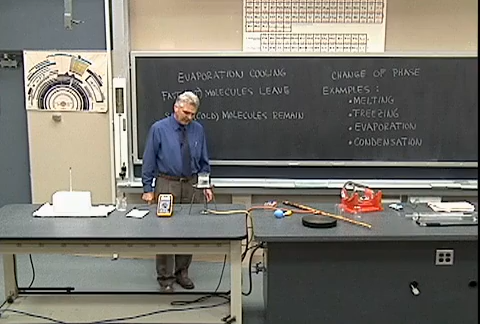 EVAPORATION COOLING
MOLECULES LEAVE
(COLD) MOLECULES REMAIN
CHANGE OF PHASE
EXAMPLES :
• MELTING
• FREEZING
• EVAPORATION
• CONDENSATION